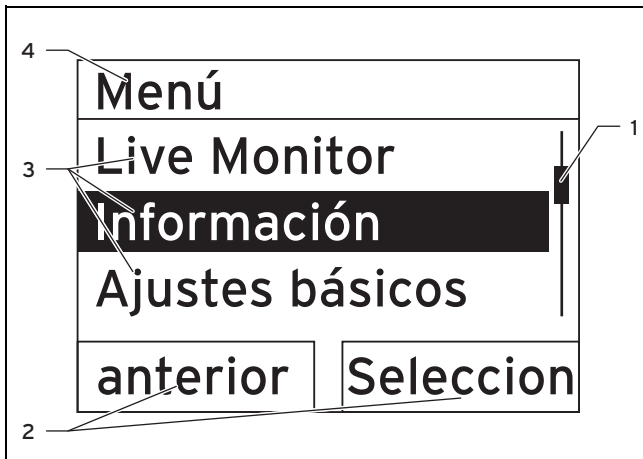 4
Menú
1
Live Monitor
3
Información
Ajustes básicos
anterior Seleccion
2